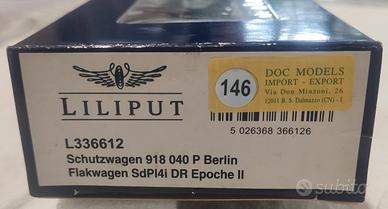 LILIPUT
146
DOC MODELS
IMPORT - EXPORT
Via Don Minzoni, 26
12011 B. S. Dalmazzo (CN) - I
5 026368 366126
L336612
Schutzwagen 918 040 P Berlin
Flakwagen SdPl4i DR Epoche II
subito